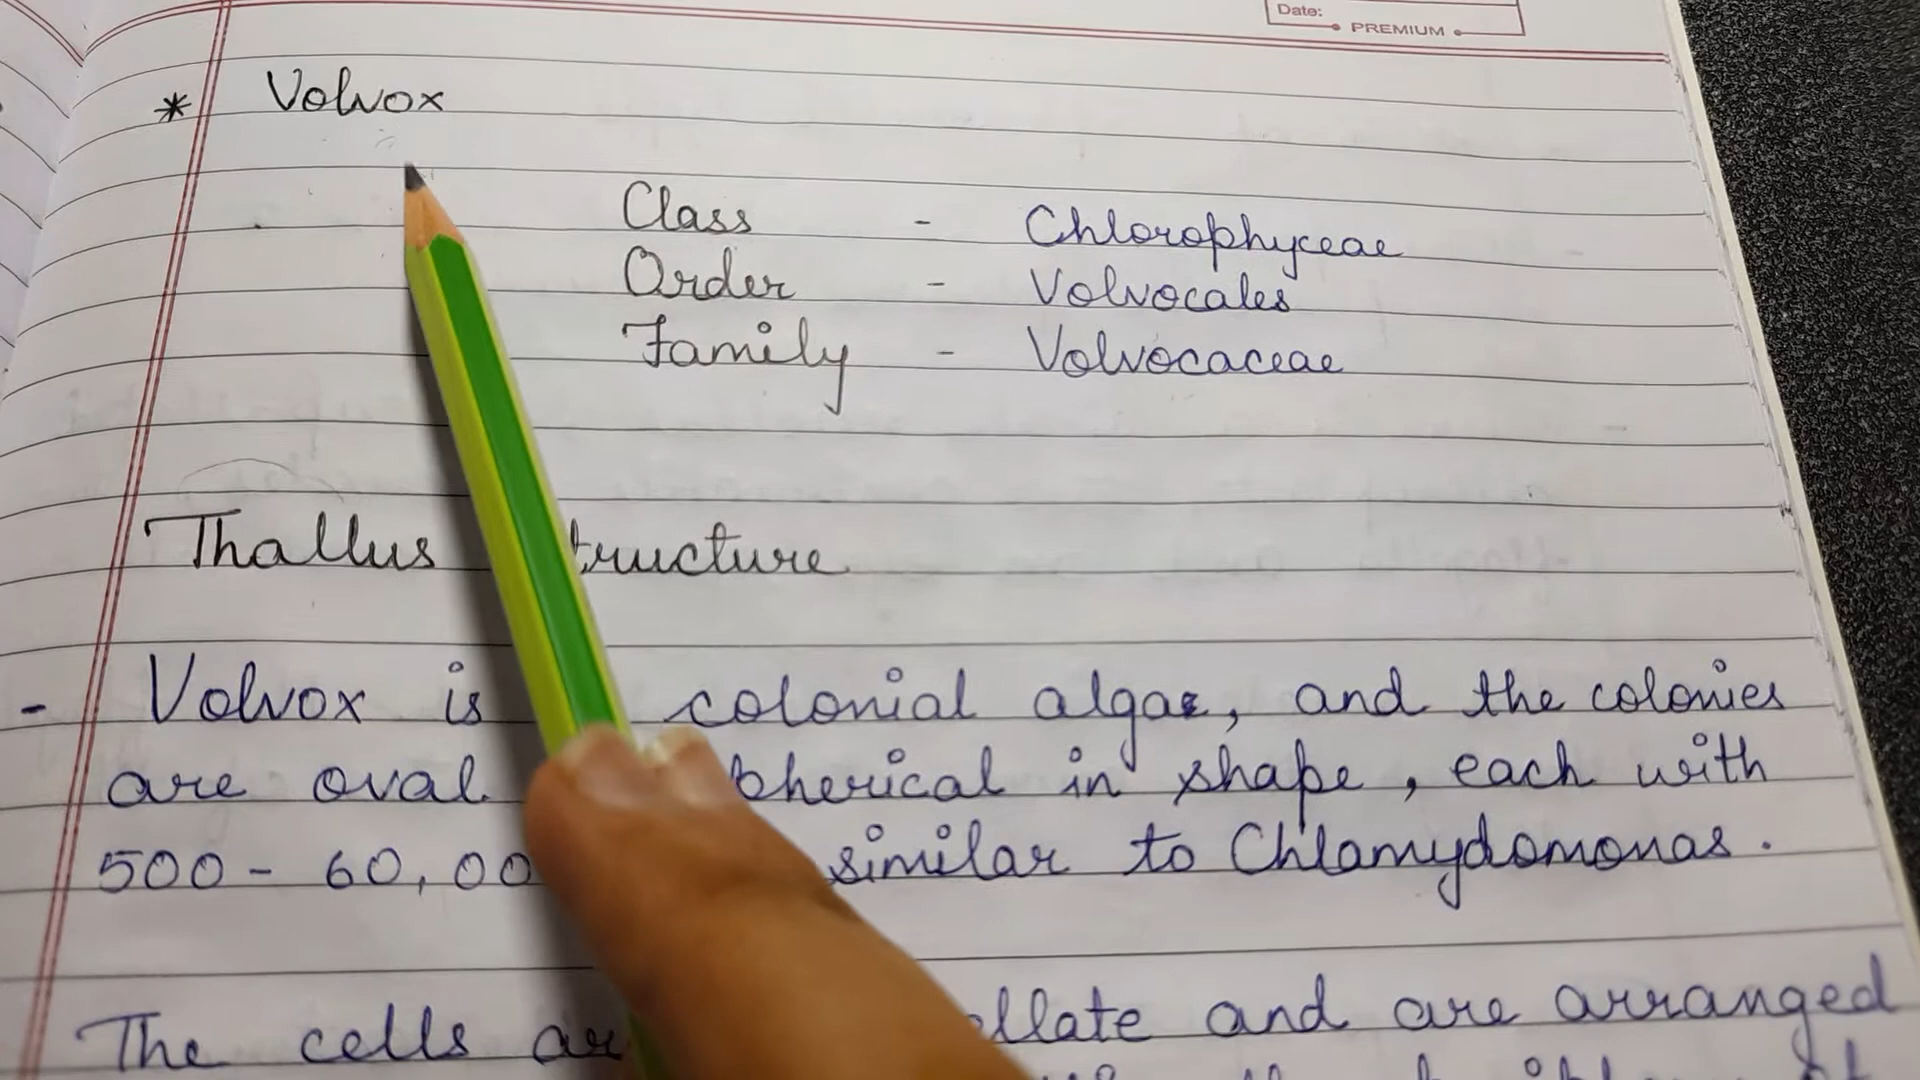 Date:
PREMIUM
* Volvox
Class - Chlorophyceae
Order - Volvocales
Family - Volvocaceae
Thallus tructure
- Volvox is colonial algae, and the colonies
are oval pherical in shape, each with
500 - 60,00 similar to Chlamydomonas.
The cells ar ellate and are arranged